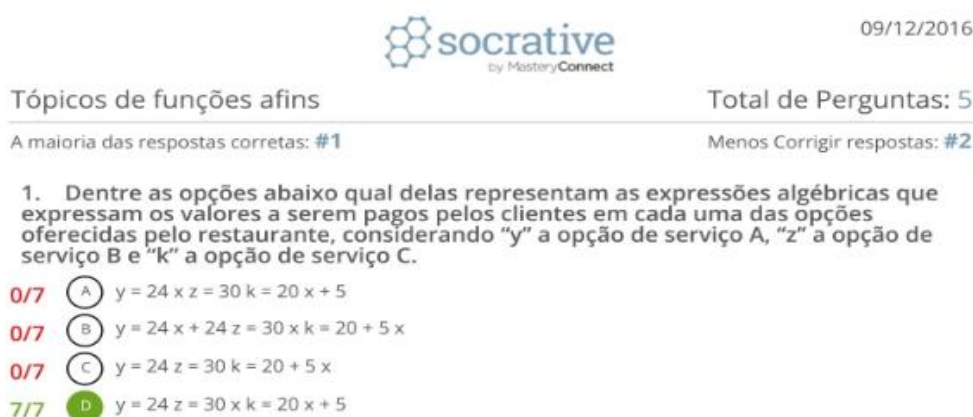 09/12/2016
socrative
by MasteryConnect
Tópicos de funções afins
Total de Perguntas: 5
A maioria das respostas corretas: #1
Menos Corrigir respostas: #2
1. Dentre as opções abaixo qual delas representam as expressões algébricas que
expressam os valores a serem pagos pelos clientes em cada uma das opções
oferecidas pelo restaurante, considerando “y” a opção de serviço A, “z” a opção de
serviço B e “k” a opção de serviço C.
0/7 A y = 24 x z = 30 k = 20 x + 5
0/7 B y = 24 x + 24 z = 30 x k = 20 + 5 x
0/7 C y = 24 z = 30 k = 20 + 5 x
7/7 D y = 24 z = 30 x k = 20 x + 5